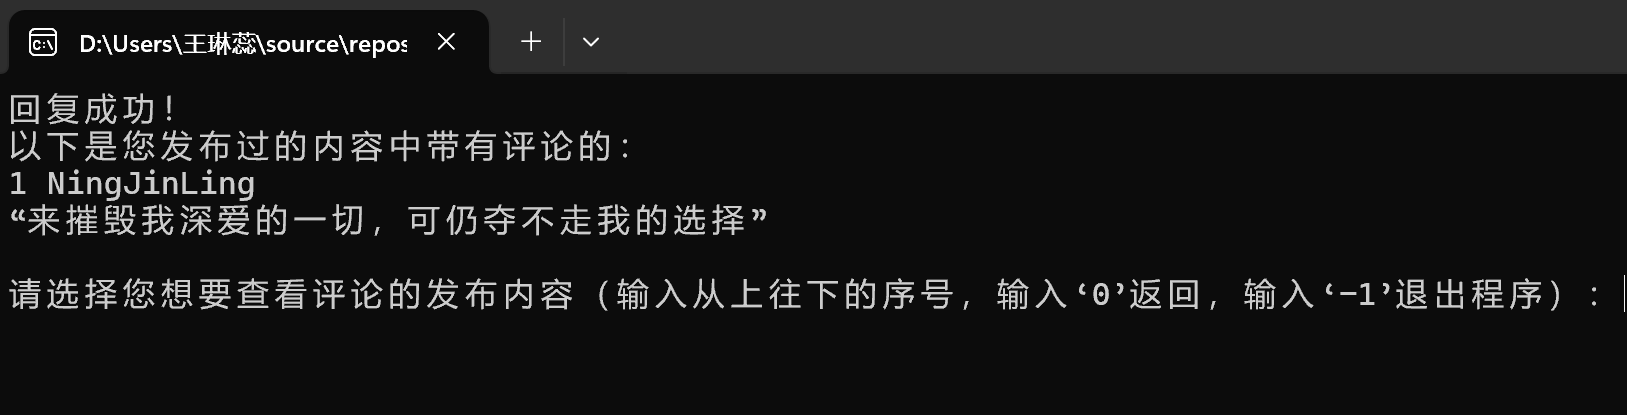 D:\Users\王琳蕊\source\repos
回复成功!
以下是您发布过的内容中带有评论的:
1 NingJinLing
“来摧毁我深爱的一切,可仍夺不走我的选择”
请选择您想要查看评论的发布内容(输入从上往下的序号,输入‘0’返回,输入‘-1’退出程序):